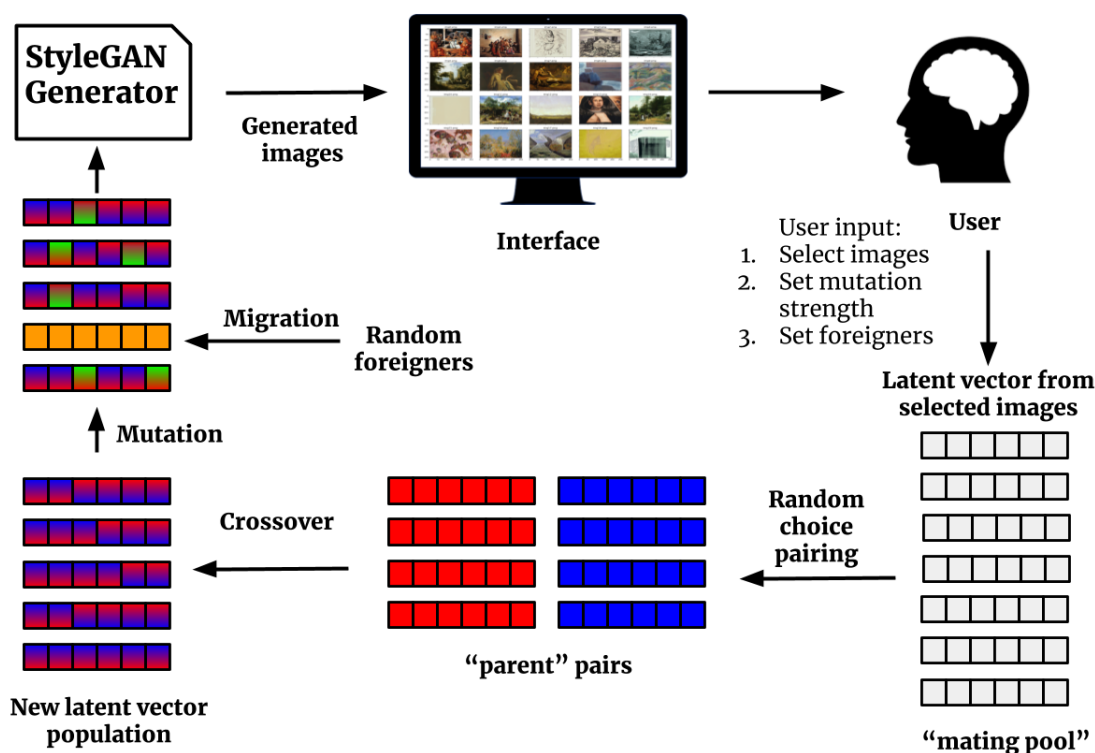 StyleGAN
Generator
Generated
images
Interface
User
User input:
1. Select images
2. Set mutation
strength
3. Set foreigners
Migration
Random
foreigners
Latent vector from
selected images
Mutation
Crossover
Random
choice
pairing
“parent” pairs
New latent vector
population
“mating pool”